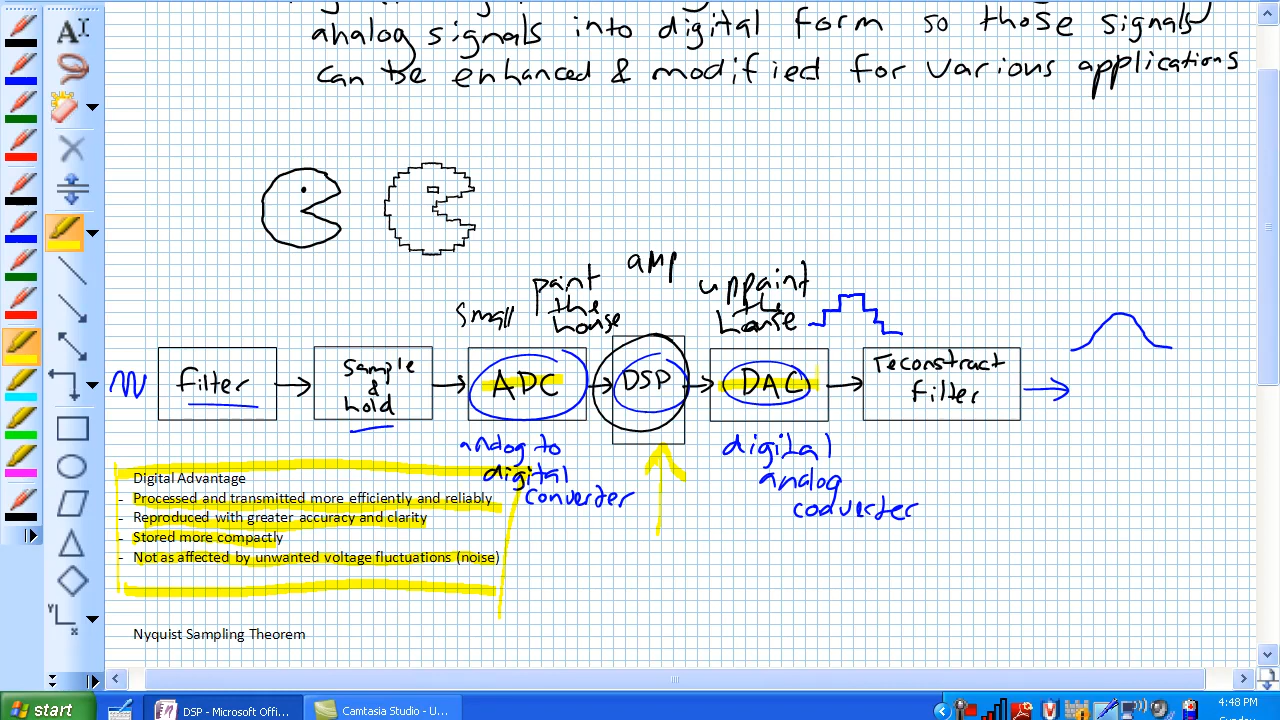 analog signals into digital form so those signals
can be enhanced & modified for various applications
amp
small paint the house
uppaint the house
filter
sample & hold
ADC
DSP
DAC
reconstruct filter
analog to digital converter
digital analog coduerter
Digital Advantage
- Processed and transmitted more efficiently and reliably
- Reproduced with greater accuracy and clarity
- Stored more compactly
- Not as affected by unwanted voltage fluctuations (noise)
Nyquist Sampling Theorem
start
DSP - Microsoft Offi...
Camtasia Studio - U...
4:48 PM
Sunday